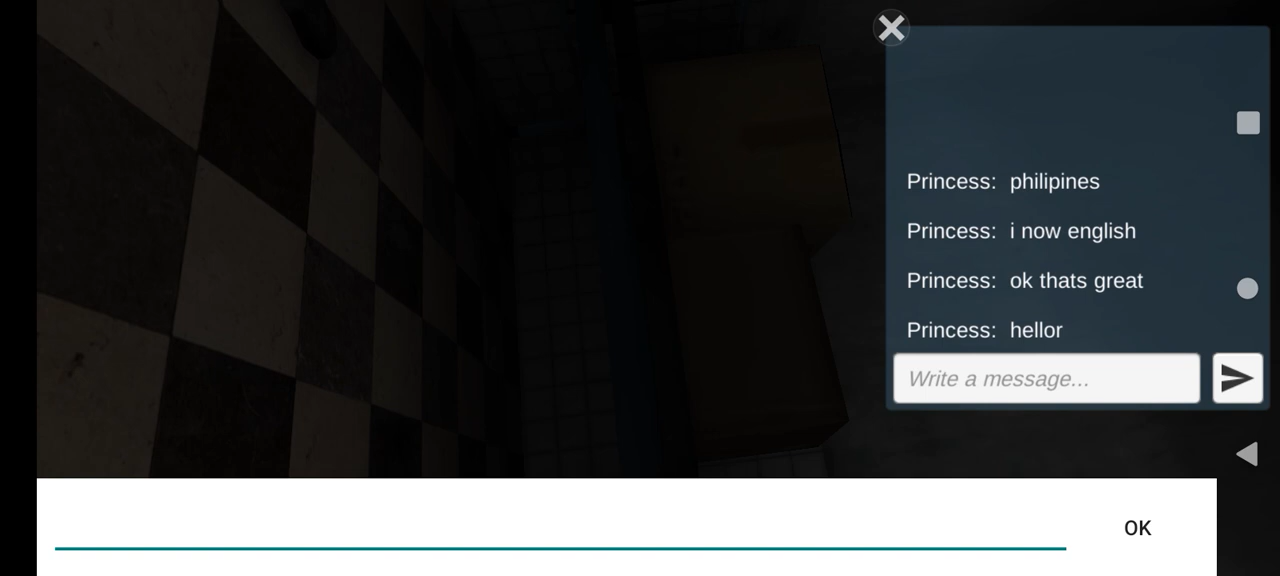 Princess: philipines
Princess: i now english
Princess: ok thats great
Princess: hellor
Write a message...
OK